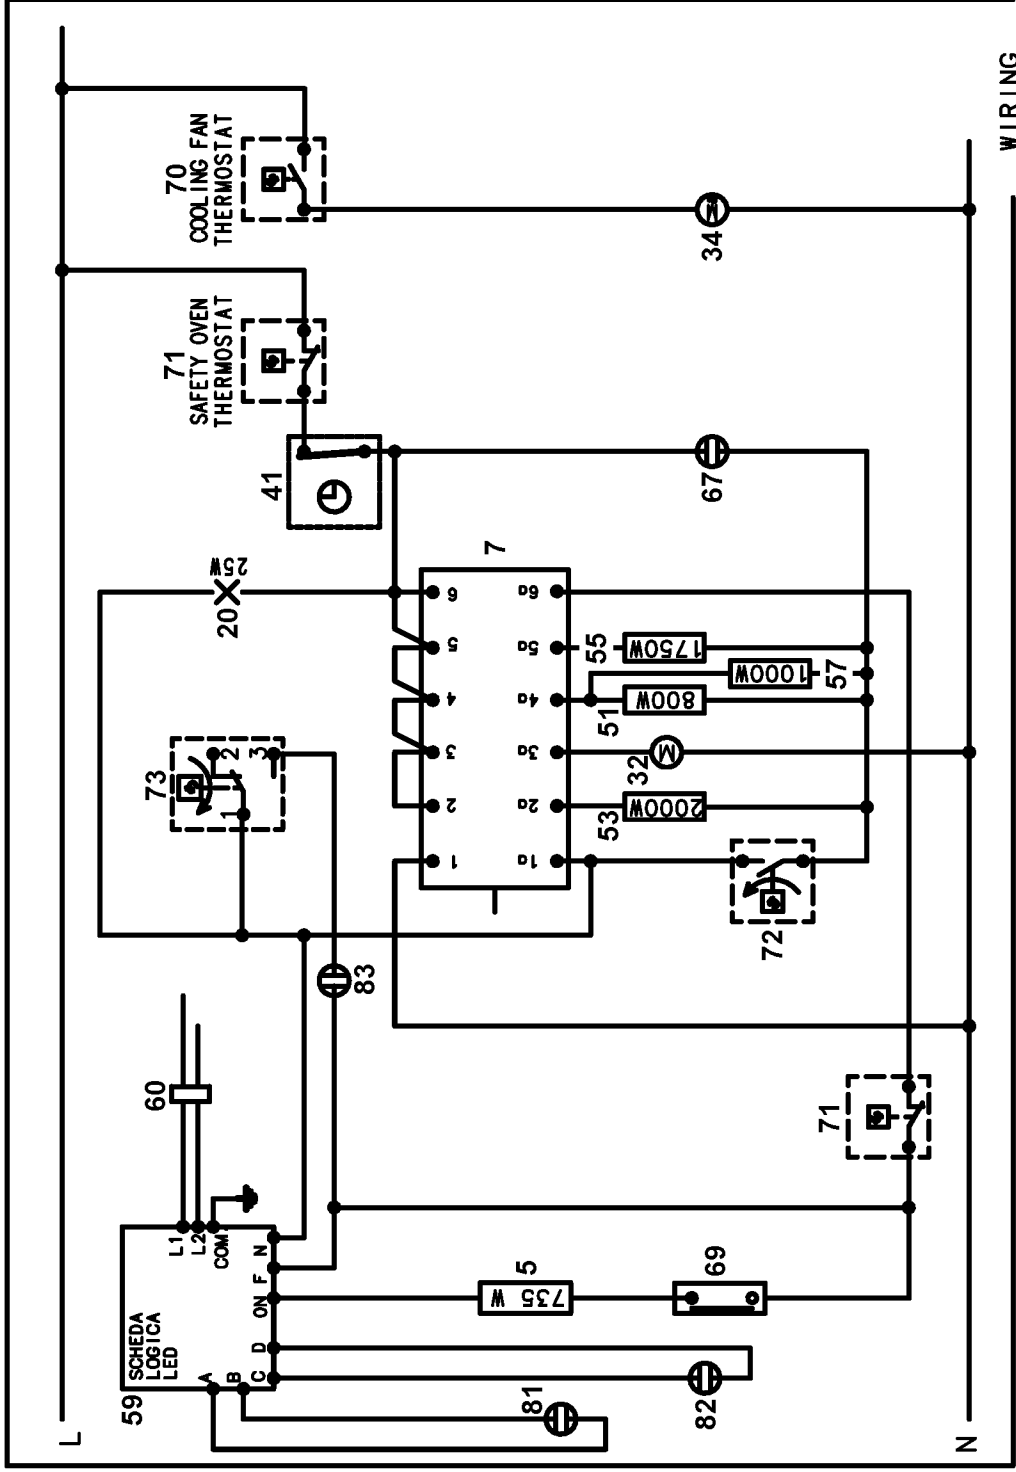 L
N
WIRING
59
SCHEDA
LOGICA
LED
A
B
C
D
ON
F
N
L1
L2
COM.
60
81
82
5
735 W
69
83
71
73
1
2
3
20
25W
41
71
SAFETY OVEN
THERMOSTAT
70
COOLING FAN
THERMOSTAT
7
1
2
3
4
5
6
1a
2a
3a
4a
5a
6a
72
53
2000W
32
M
51
800W
1000W
57
55
1750W
67
34
M